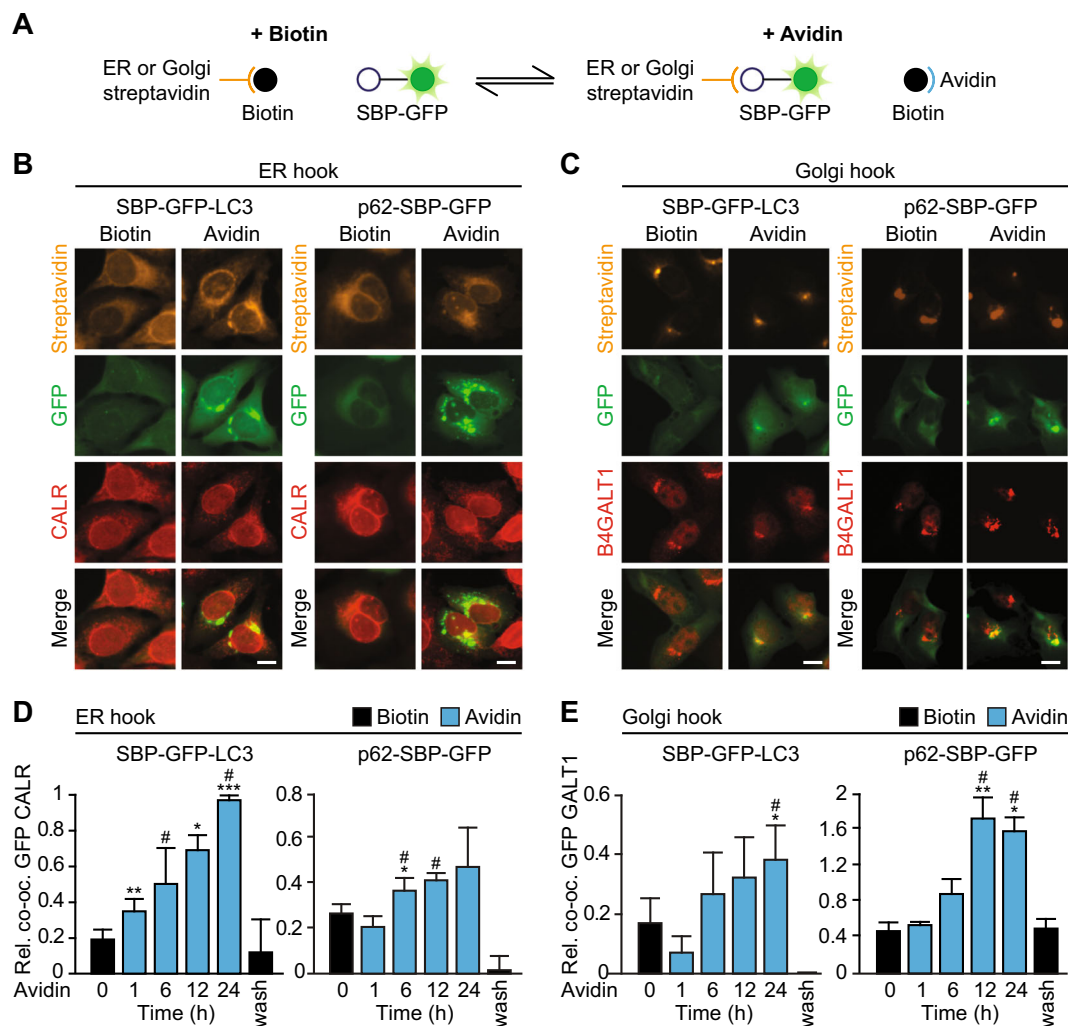 A
+ Biotin
+ Avidin
ER or Golgi
streptavidin
Biotin
SBP-GFP
ER or Golgi
streptavidin
SBP-GFP
Biotin
Avidin
B
ER hook
SBP-GFP-LC3
p62-SBP-GFP
Biotin Avidin Biotin Avidin
Streptavidin
GFP
CALR
Merge
Streptavidin
GFP
CALR
Merge
C
Golgi hook
SBP-GFP-LC3
p62-SBP-GFP
Biotin Avidin Biotin Avidin
Streptavidin
GFP
B4GALT1
Merge
Streptavidin
GFP
B4GALT1
Merge
D
ER hook
Biotin Avidin
SBP-GFP-LC3
p62-SBP-GFP
Rel. co-oc. GFP CALR
1
0.8
0.6
0.4
0.2
0
**
#
*
#
***
Avidin 0 1 6 12 24 wash
Time (h)
0.8
0.6
0.4
0.2
0
#
*
#
0 1 6 12 24 wash
Time (h)
E
Golgi hook
Biotin Avidin
SBP-GFP-LC3
p62-SBP-GFP
Rel. co-oc. GFP GALT1
0.6
0.4
0.2
0
#
*
Avidin 0 1 6 12 24 wash
Time (h)
2
1.6
1.2
0.8
0.4
0
#
**
#
*
0 1 6 12 24 wash
Time (h)